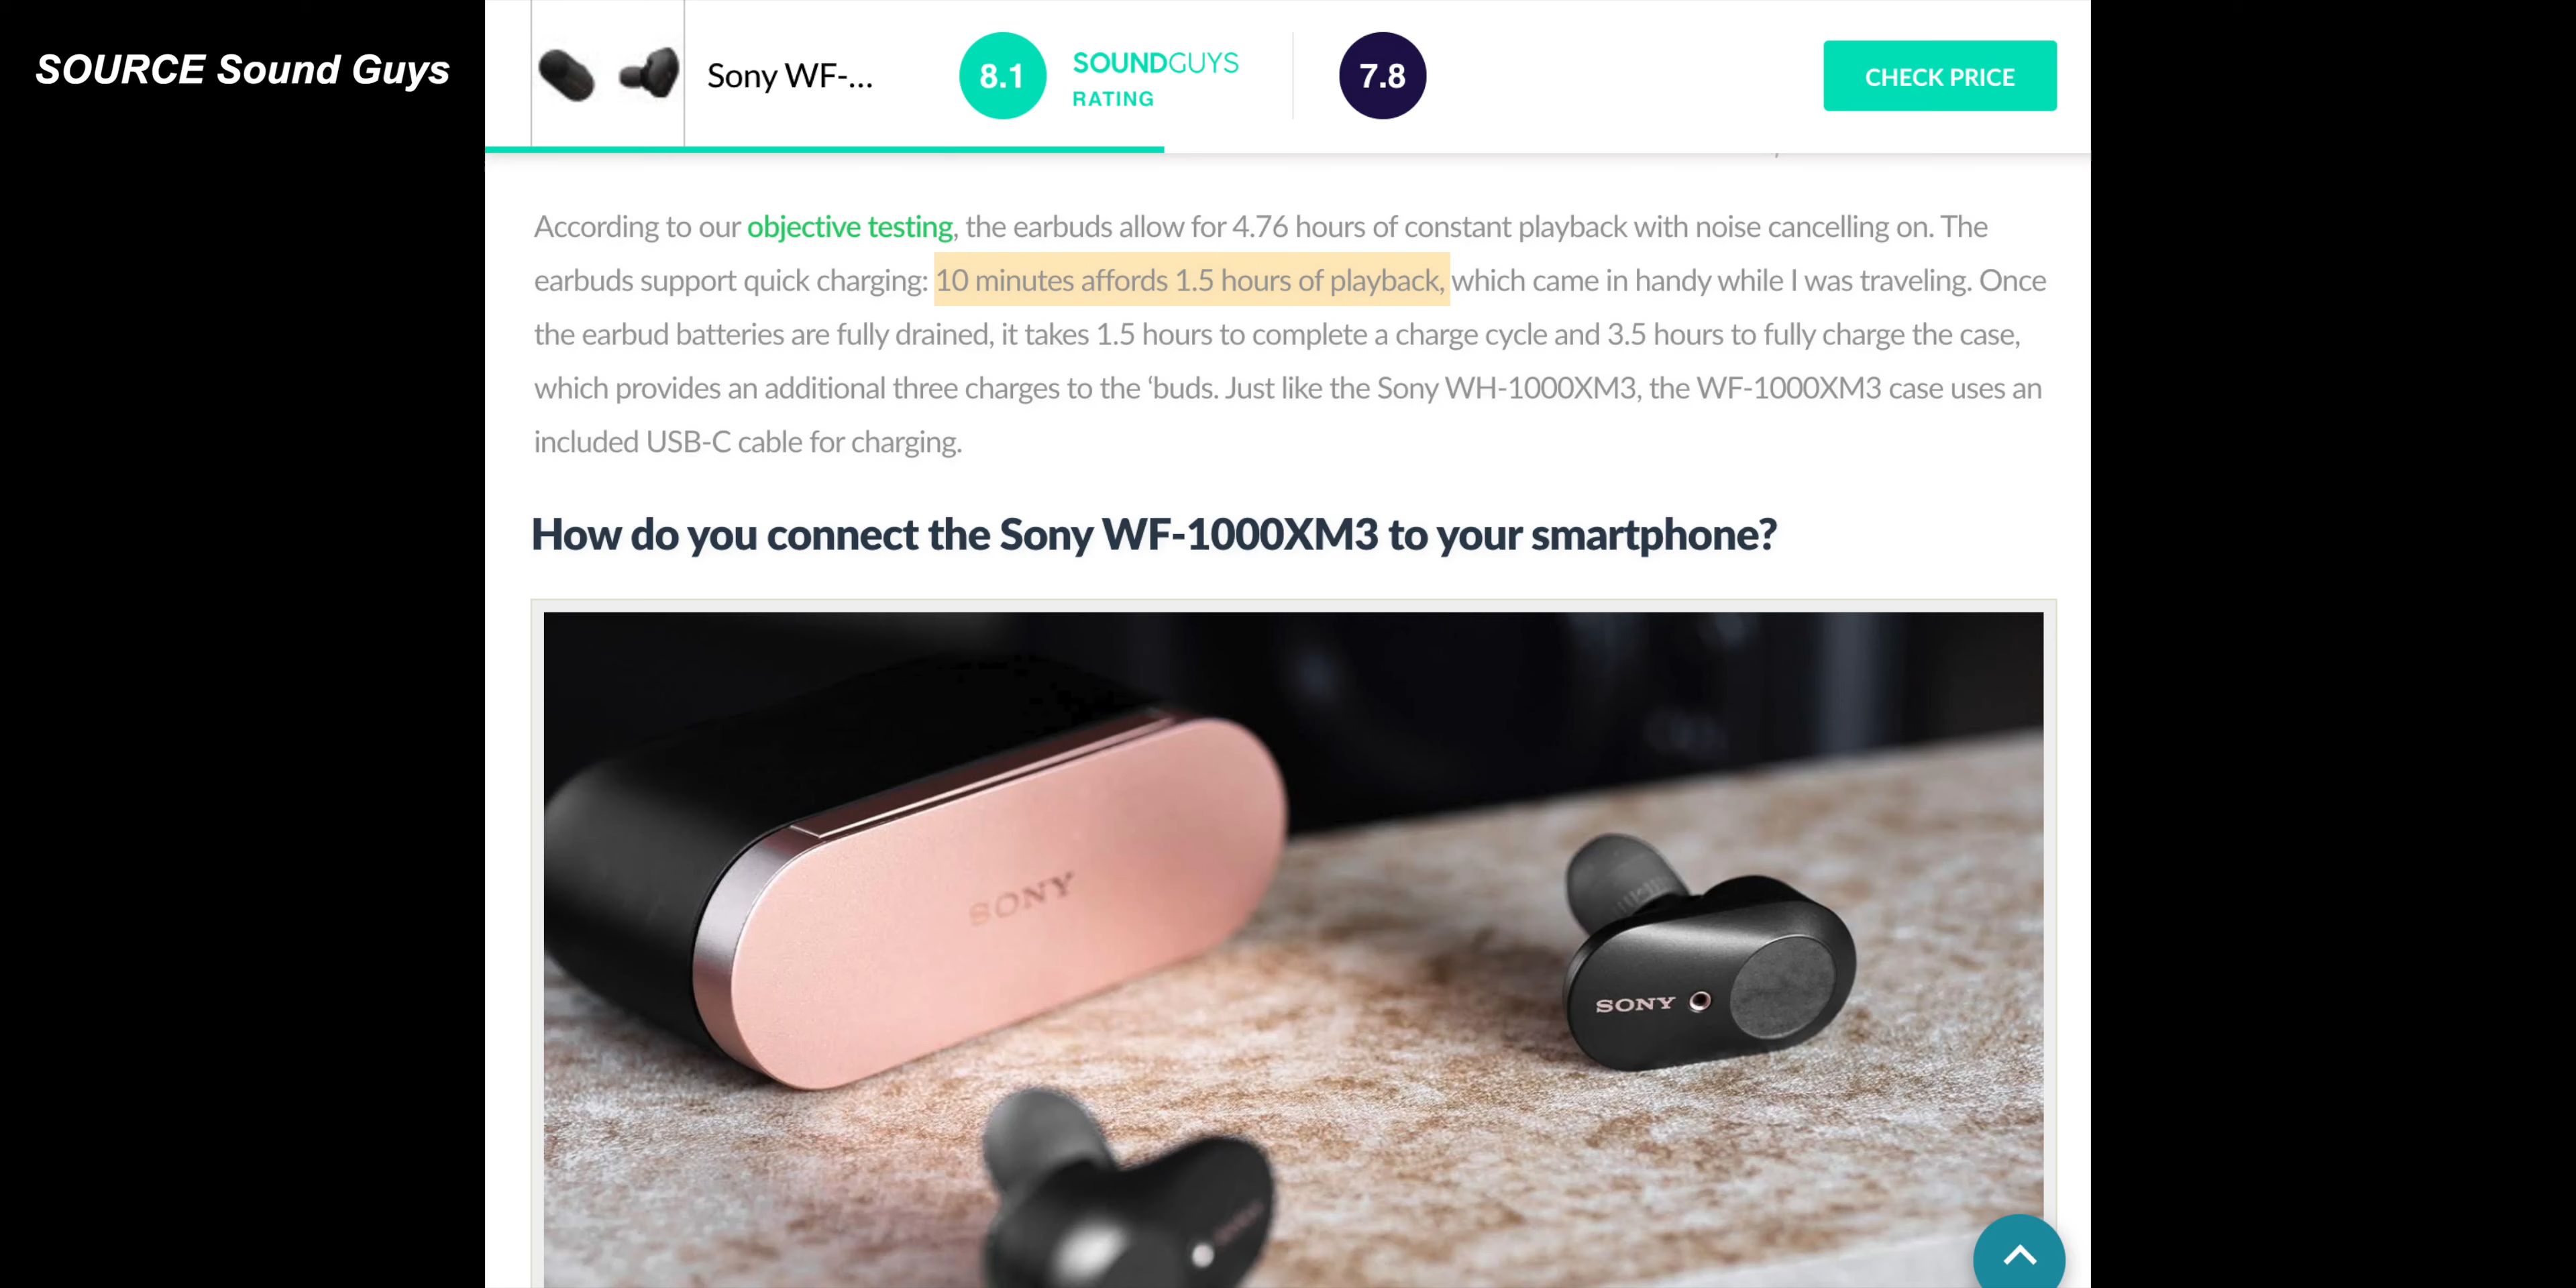 SOURCE Sound Guys
Sony WF-...
8.1
SOUNDGUYS
RATING
7.8
CHECK PRICE
According to our objective testing, the earbuds allow for 4.76 hours of constant playback with noise cancelling on. The
earbuds support quick charging: 10 minutes affords 1.5 hours of playback, which came in handy while I was traveling. Once
the earbud batteries are fully drained, it takes 1.5 hours to complete a charge cycle and 3.5 hours to fully charge the case,
which provides an additional three charges to the ‘buds. Just like the Sony WH-1000XM3, the WF-1000XM3 case uses an
included USB-C cable for charging.
How do you connect the Sony WF-1000XM3 to your smartphone?
SONY
SONY